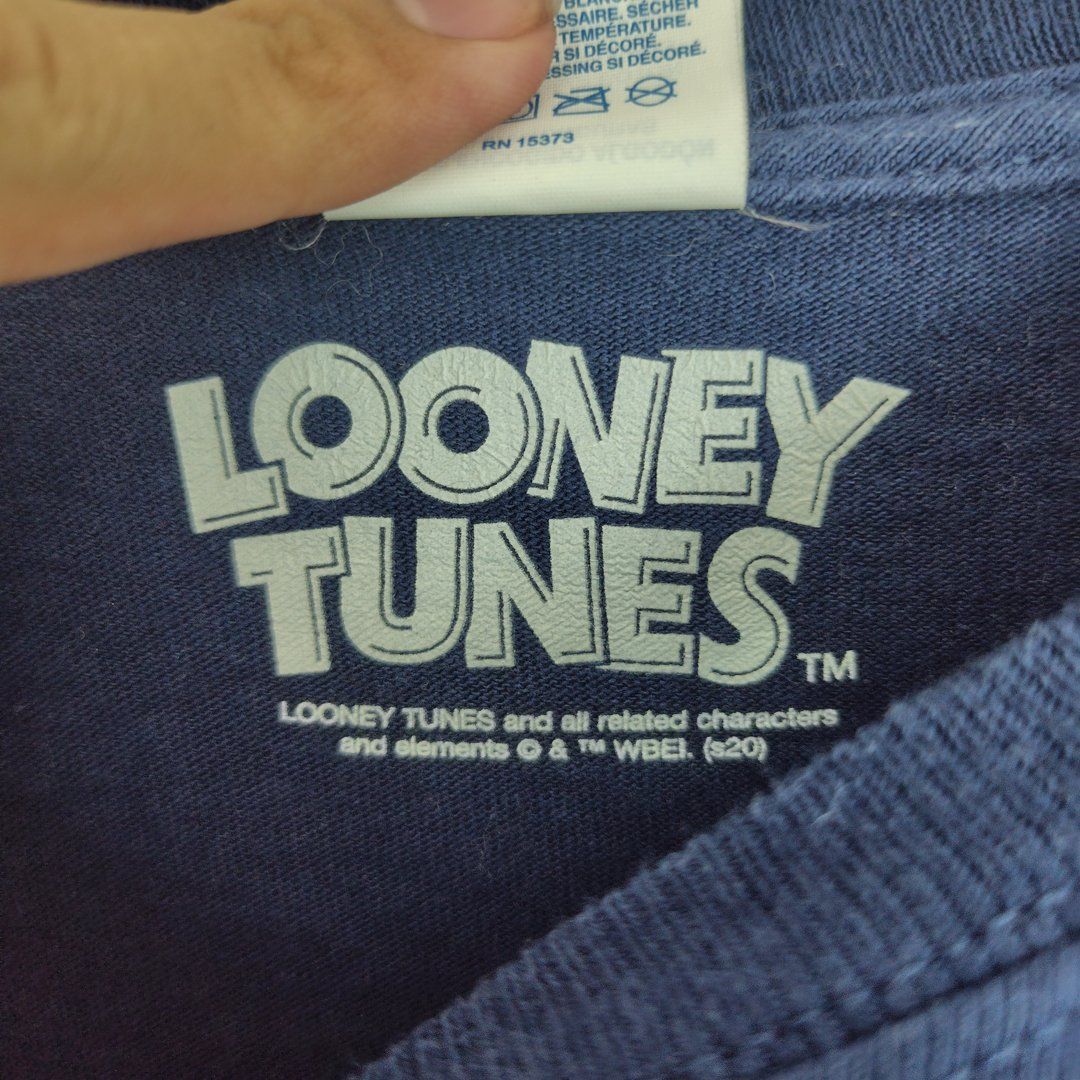 SSAIRE. SÉCHER
TEMPÉRATURE.
SI DÉCORÉ.
SSING SI DÉCORÉ.
RN 15373
LOONEY
TUNES TM
LOONEY TUNES and all related characters
and elements © & ™ WBEI. (s20)